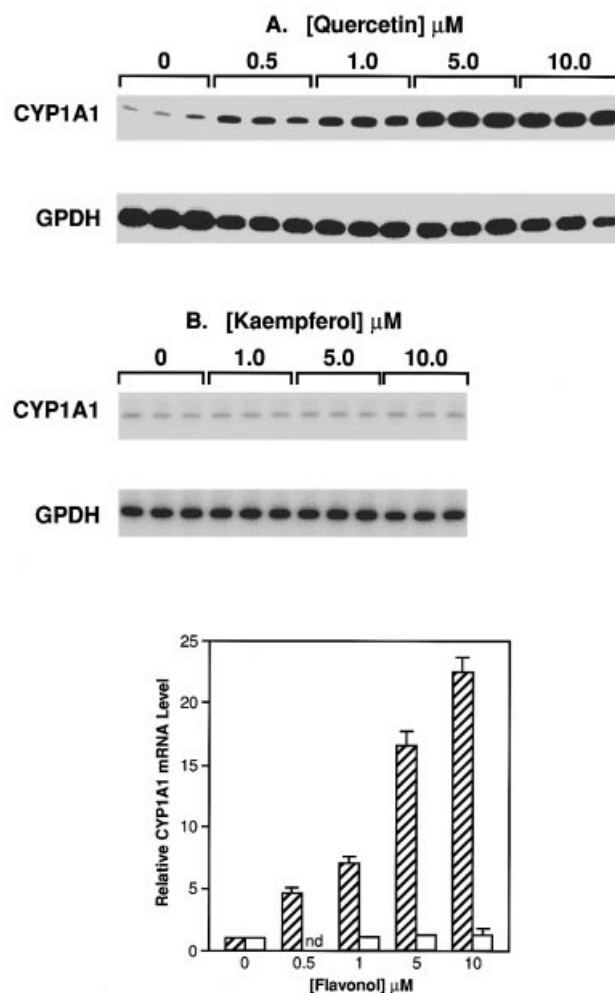 A. [Quercetin] μM
0 0.5 1.0 5.0 10.0
CYP1A1
GPDH
B. [Kaempferol] μM
0 1.0 5.0 10.0
CYP1A1
GPDH
25
20
15
10
5
0
Relative CYP1A1 mRNA Level
nd
0 0.5 1 5 10
[Flavonol] μM